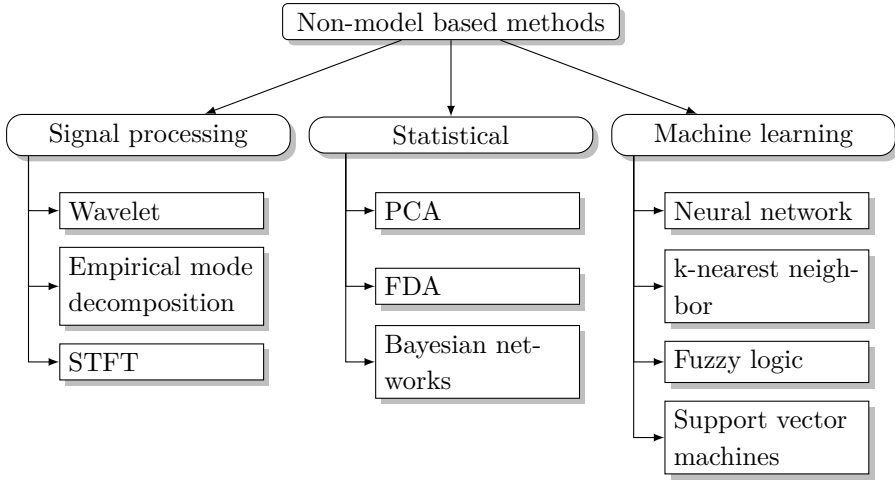 Non-model based methods
Signal processing
Wavelet
Empirical mode
decomposition
STFT
Statistical
PCA
FDA
Bayesian net-
works
Machine learning
Neural network
k-nearest neigh-
bor
Fuzzy logic
Support vector
machines